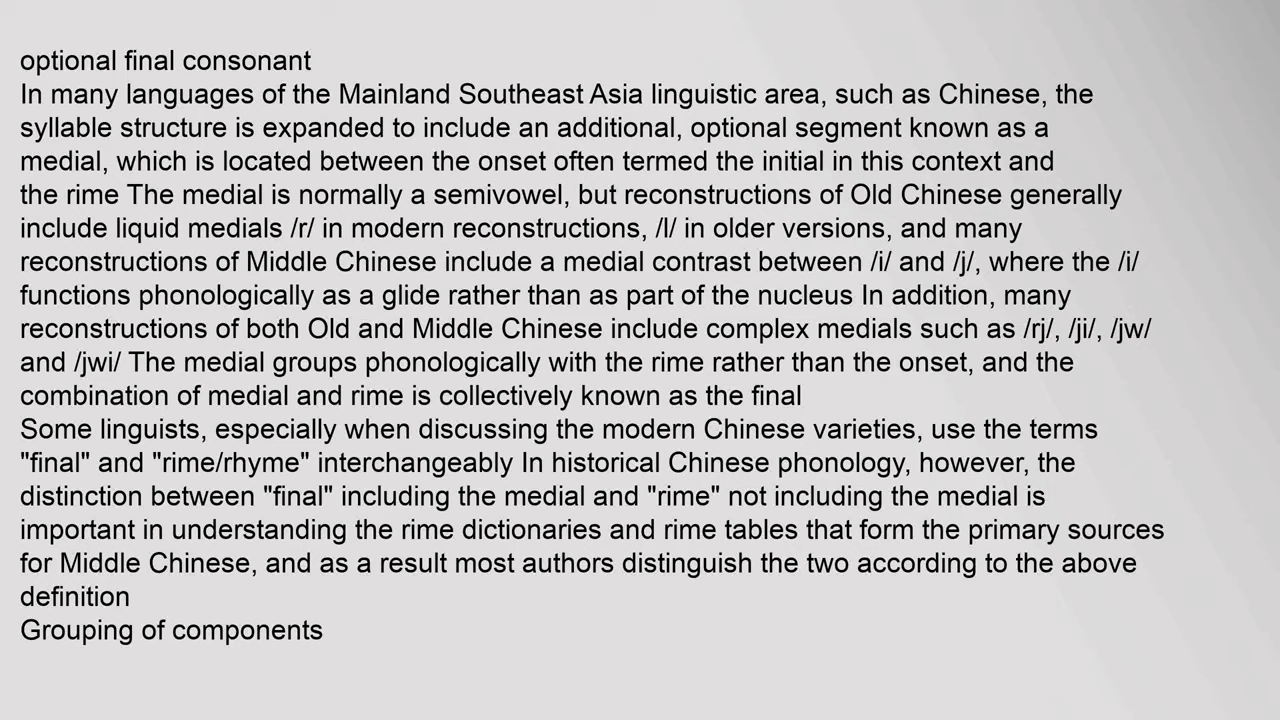 optional final consonant
In many languages of the Mainland Southeast Asia linguistic area, such as Chinese, the
syllable structure is expanded to include an additional, optional segment known as a
medial, which is located between the onset often termed the initial in this context and
the rime The medial is normally a semivowel, but reconstructions of Old Chinese generally
include liquid medials /r/ in modern reconstructions, /l/ in older versions, and many
reconstructions of Middle Chinese include a medial contrast between /i/ and /j/, where the /i/
functions phonologically as a glide rather than as part of the nucleus In addition, many
reconstructions of both Old and Middle Chinese include complex medials such as /rj/, /ji/, /jw/
and /jwi/ The medial groups phonologically with the rime rather than the onset, and the
combination of medial and rime is collectively known as the final
Some linguists, especially when discussing the modern Chinese varieties, use the terms
"final" and "rime/rhyme" interchangeably In historical Chinese phonology, however, the
distinction between "final" including the medial and "rime" not including the medial is
important in understanding the rime dictionaries and rime tables that form the primary sources
for Middle Chinese, and as a result most authors distinguish the two according to the above
definition
Grouping of components